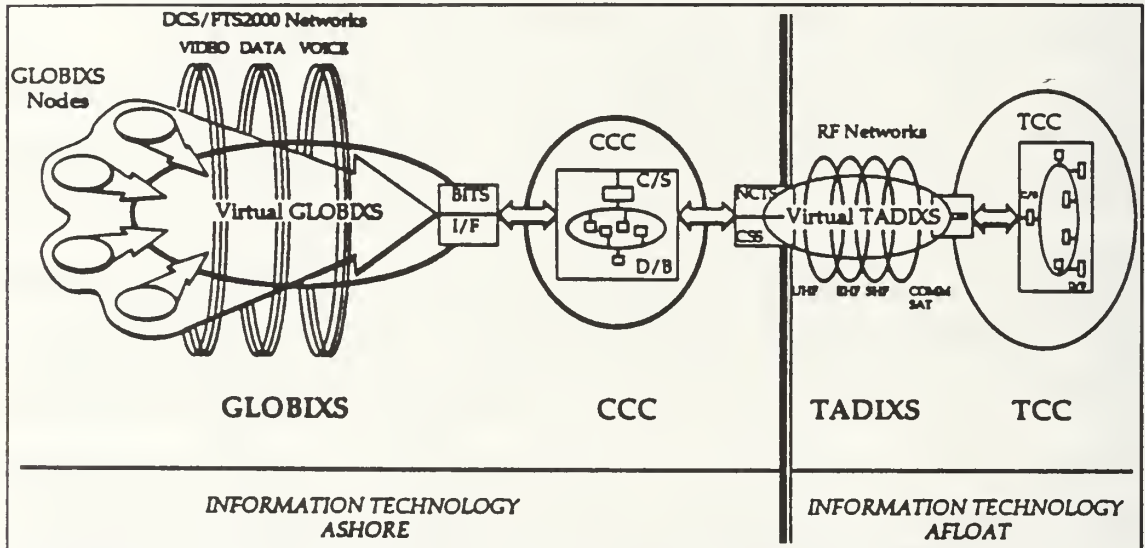 DCS/FTS2000 Networks
VIDEO DATA VOICE
GLOBIXS
Nodes
Virtual GLOBIXS
BITS
I/F
CCC
C/S
D/B
NCTS
CSS
RF Networks
Virtual TADIXS
UHF EHF SHF COMM
SAT
TCC
C/S
GLOBIXS CCC TADIXS TCC
INFORMATION TECHNOLOGY
ASHORE
INFORMATION TECHNOLOGY
AFLOAT